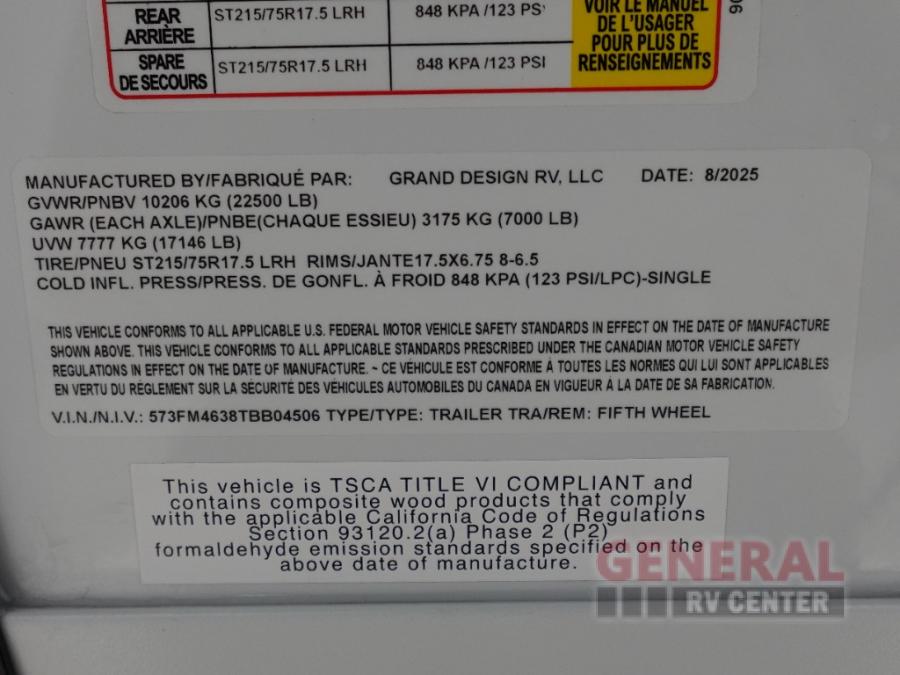 REAR ST215/75R17.5 LRH 848 KPA /123 PS
ARRIÈRE
SPARE ST215/75R17.5 LRH 848 KPA /123 PSI
DE SECOURS
VOIR LE MANUEL
DE L'USAGER
POUR PLUS DE
RENSEIGNEMENTS
MANUFACTURED BY/FABRIQUÉ PAR: GRAND DESIGN RV, LLC DATE: 8/2025
GVWR/PNBV 10206 KG (22500 LB)
GAWR (EACH AXLE)/PNBE(CHAQUE ESSIEU) 3175 KG (7000 LB)
UVW 7777 KG (17146 LB)
TIRE/PNEU ST215/75R17.5 LRH RIMS/JANTE17.5X6.75 8-6.5
COLD INFL. PRESS/PRESS. DE GONFL. À FROID 848 KPA (123 PSI/LPC)-SINGLE
THIS VEHICLE CONFORMS TO ALL APPLICABLE U.S. FEDERAL MOTOR VEHICLE SAFETY STANDARDS IN EFFECT ON THE DATE OF MANUFACTURE
SHOWN ABOVE. THIS VEHICLE CONFORMS TO ALL APPLICABLE STANDARDS PRESCRIBED UNDER THE CANADIAN MOTOR VEHICLE SAFETY
REGULATIONS IN EFFECT ON THE DATE OF MANUFACTURE. ~ CE VÉHICULE EST CONFORME À TOUTES LES NORMES QUI LUI SONT APPLICABLES
EN VERTU DU RÈGLEMENT SUR LA SÉCURITÉ DES VÉHICULES AUTOMOBILES DU CANADA EN VIGUEUR À LA DATE DE SA FABRICATION.
V.I.N./N.I.V.: 573FM4638TBB04506 TYPE/TYPE: TRAILER TRA/REM: FIFTH WHEEL
This vehicle is TSCA TITLE VI COMPLIANT and
contains composite wood products that comply
with the applicable California Code of Regulations
Section 93120.2(a) Phase 2 (P2)
formaldehyde emission standards specified on the
above date of manufacture.
GENERAL
RV CENTER